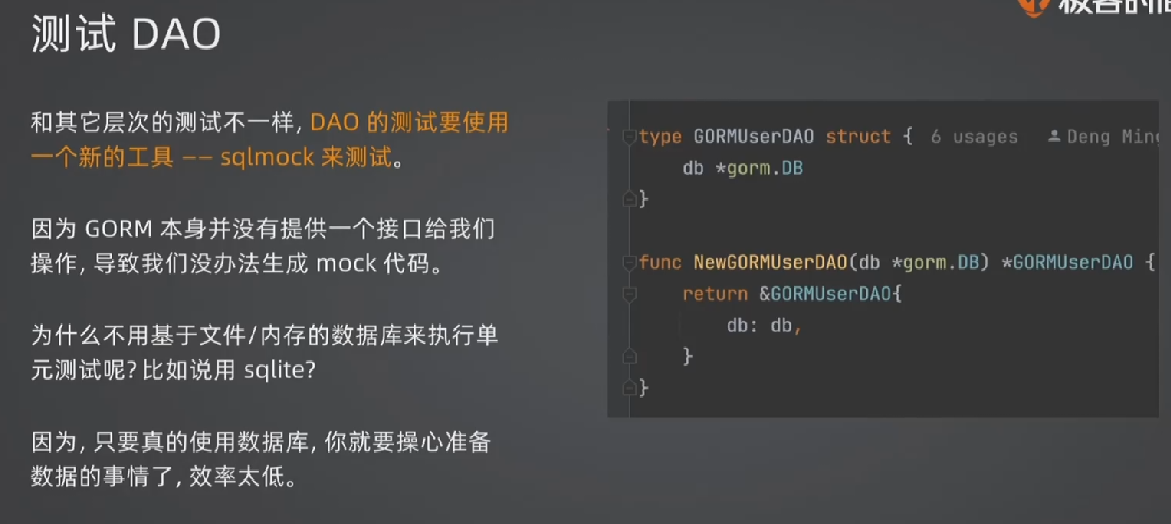 测试 DAO
和其它层次的测试不一样, DAO 的测试要使用
一个新的工具 —— sqlmock 来测试。
因为 GORM 本身并没有提供一个接口给我们
操作, 导致我们没办法生成 mock 代码。
为什么不用基于文件/内存的数据库来执行单
元测试呢? 比如说用 sqlite?
因为, 只要真的使用数据库, 你就要操心准备
数据的事情了, 效率太低。
type GORMUserDAO struct { 6 usages Deng Ming
db *gorm.DB
}
func NewGORMUserDAO(db *gorm.DB) *GORMUserDAO {
return &GORMUserDAO{
db: db,
}
}